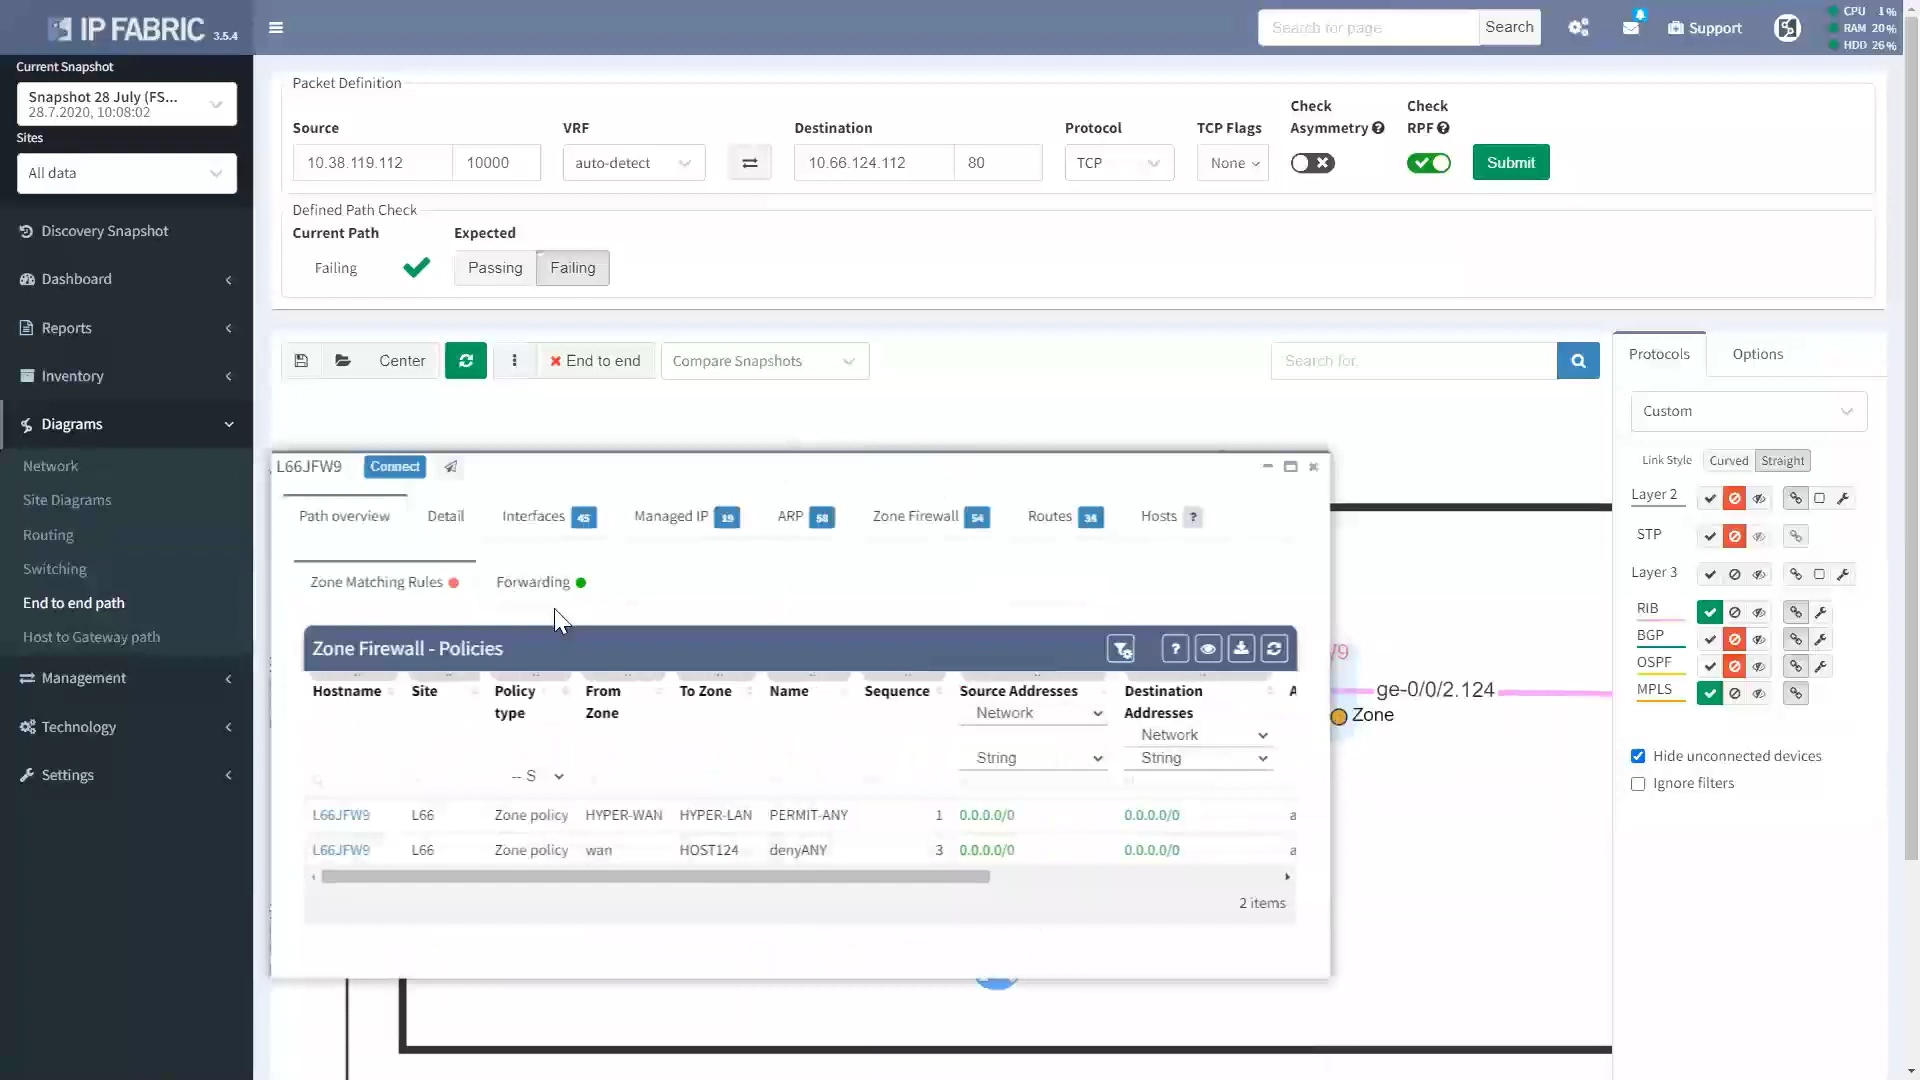 IP FABRIC 3.5.4
Search for page
Search
Support
CPU 1%
RAM 20%
HDD 26%
Current Snapshot
Snapshot 28 July (FS...
28.7.2020, 10:08:02
Sites
All data
Discovery Snapshot
Dashboard
Reports
Inventory
Diagrams
Network
Site Diagrams
Routing
Switching
End to end path
Host to Gateway path
Management
Technology
Settings
Packet Definition
Source
VRF
Destination
Protocol
TCP Flags
Check Asymmetry
Check RPF
10.38.119.112
10000
auto-detect
10.66.124.112
80
TCP
None
Submit
Defined Path Check
Current Path
Expected
Failing
Passing
Failing
Center
End to end
Compare Snapshots
Search for.
L66JFW9
Connect
Path overview
Detail
Interfaces 45
Managed IP 19
ARP 58
Zone Firewall 54
Routes 34
Hosts ?
Zone Matching Rules
Forwarding
Zone Firewall - Policies
?
Hostname
Site
Policy type
From Zone
To Zone
Name
Sequence
Source Addresses
Destination Addresses
A
Network
Network
String
String
-- S
L66JFW9 L66 Zone policy HYPER-WAN HYPER-LAN PERMIT-ANY 1 0.0.0.0/0 0.0.0.0/0 a
L66JFW9 L66 Zone policy wan HOST124 denyANY 3 0.0.0.0/0 0.0.0.0/0 a
2 items
ge-0/0/2.124
Zone
Protocols
Options
Custom
Link Style
Curved
Straight
Layer 2
STP
Layer 3
RIB
BGP
OSPF
MPLS
Hide unconnected devices
Ignore filters